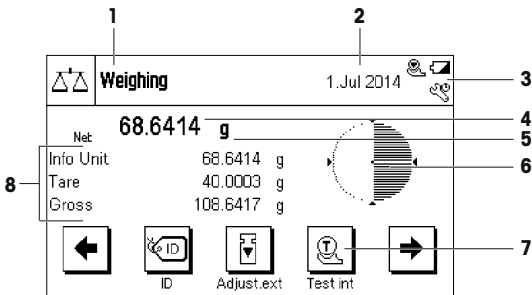 1 2
Weighing 1.Jul 2014 3
68.6414 g 4
Net 5
Info Unit 68.6414 g 6
8 Tare 40.0003 g
Gross 108.6417 g
ID T 7
ID Adjust.ext Test int